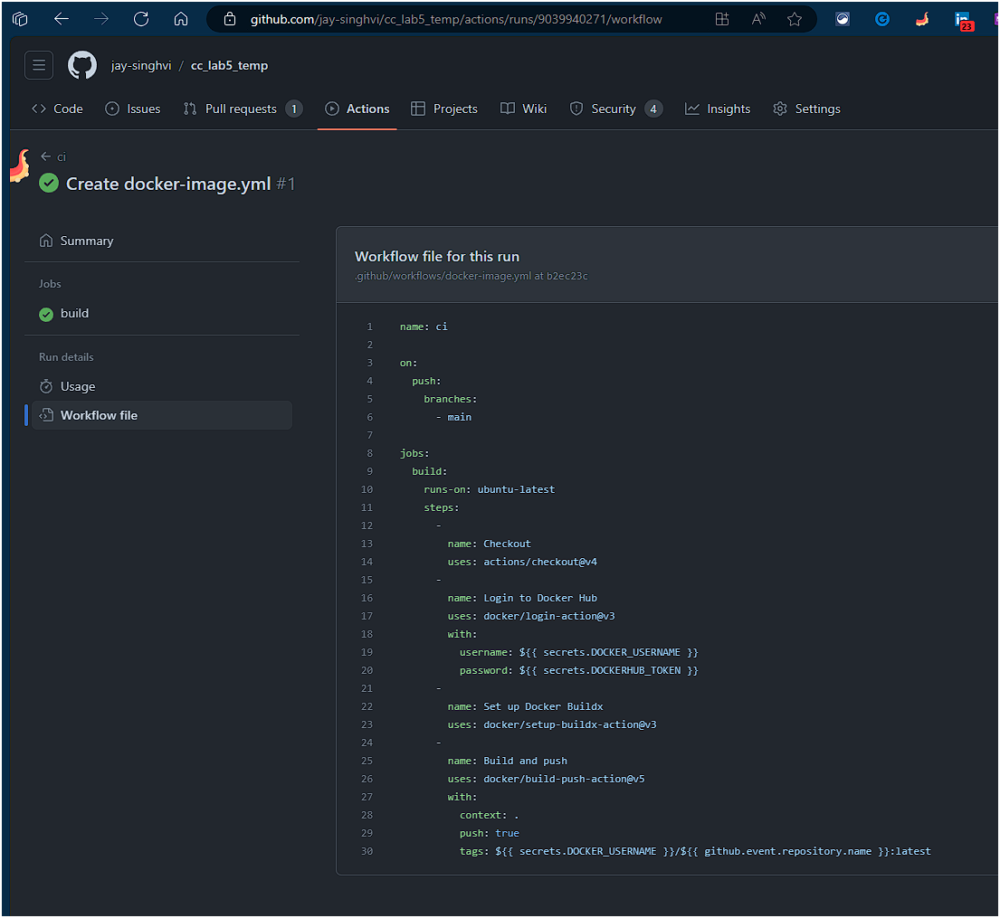 github.com/jay-singhvi/cc_lab5_temp/actions/runs/9039940271/workflow
23
jay-singhvi / cc_lab5_temp
Code Issues Pull requests 1 Actions Projects Wiki Security 4 Insights Settings
← ci
Create docker-image.yml #1
Summary
Jobs
build
Run details
Usage
Workflow file
Workflow file for this run
.github/workflows/docker-image.yml at b2ec23c
1 name: ci
2
3 on:
4 push:
5 branches:
6 - main
7
8 jobs:
9 build:
10 runs-on: ubuntu-latest
11 steps:
12 -
13 name: Checkout
14 uses: actions/checkout@v4
15 -
16 name: Login to Docker Hub
17 uses: docker/login-action@v3
18 with:
19 username: ${{ secrets.DOCKER_USERNAME }}
20 password: ${{ secrets.DOCKERHUB_TOKEN }}
21 -
22 name: Set up Docker Buildx
23 uses: docker/setup-buildx-action@v3
24 -
25 name: Build and push
26 uses: docker/build-push-action@v5
27 with:
28 context: .
29 push: true
30 tags: ${{ secrets.DOCKER_USERNAME }}/${{ github.event.repository.name }}:latest